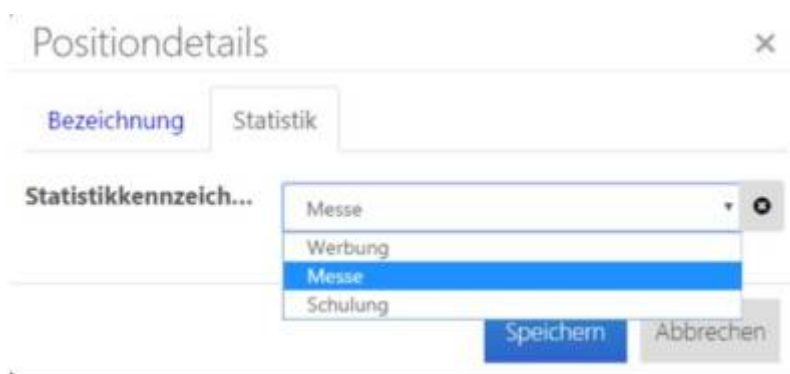 Positiondetails
Bezeichnung Statistik
Statistikkennzeich... Messe
Werbung
Messe
Schulung
Speichern Abbrechen